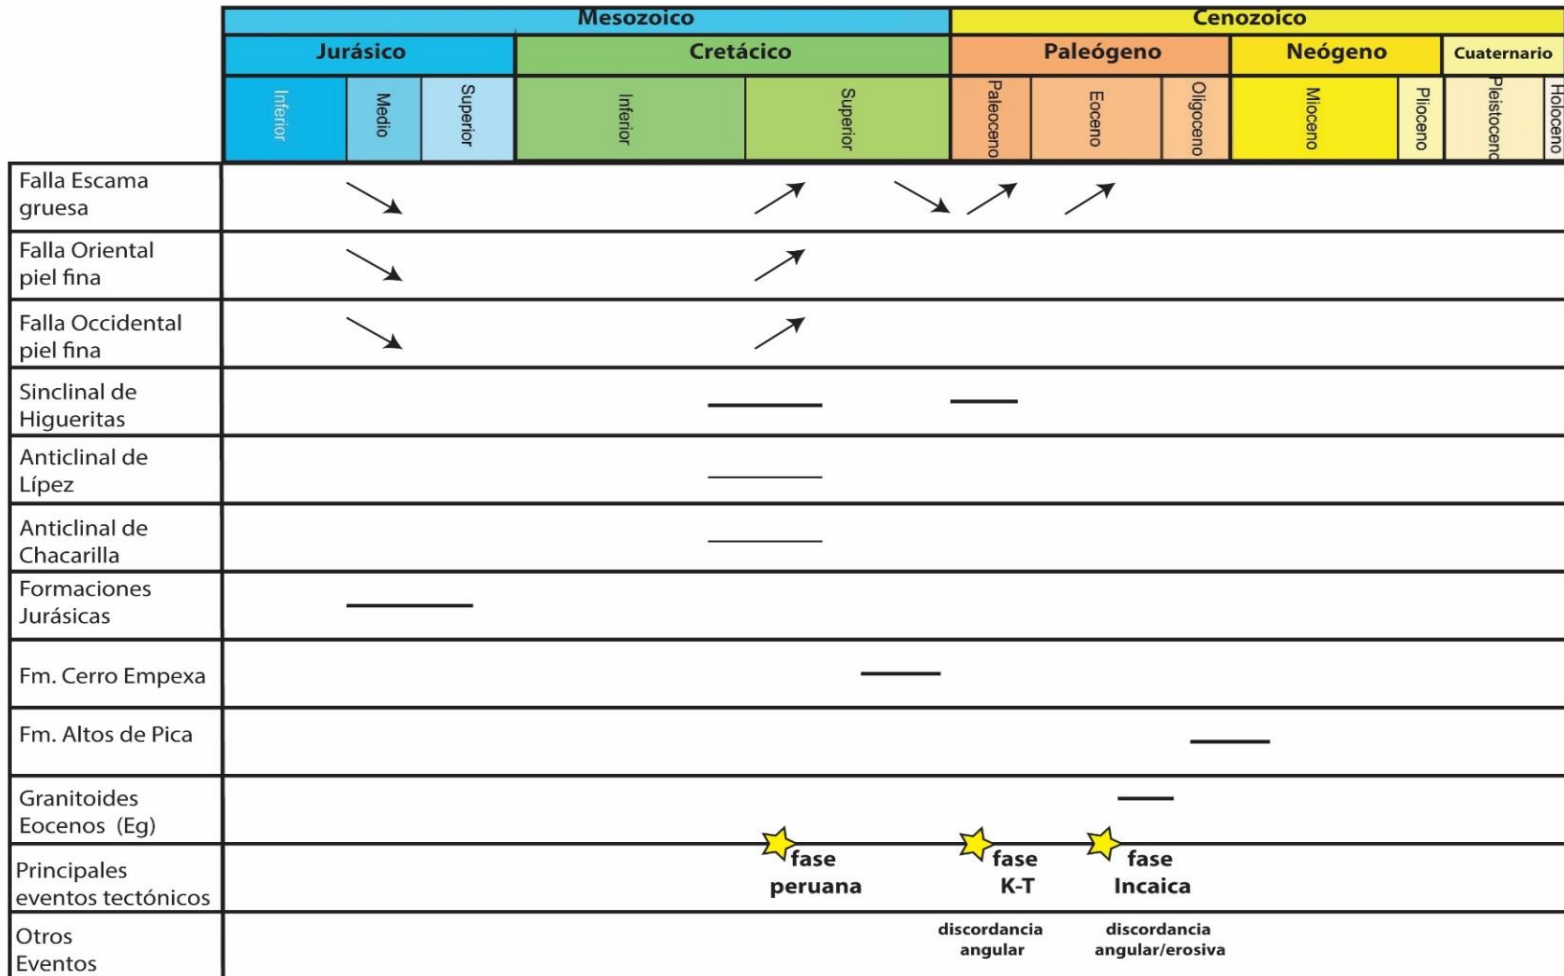 Mesozoico
Cenozoico
Jurásico
Cretácico
Paleógeno
Neógeno
Cuaternario
Inferior
Medio
Superior
Inferior
Superior
Paleoceno
Eoceno
Oligoceno
Mioceno
Plioceno
Pleistoceno
Holoceno
Falla Escama
gruesa
Falla Oriental
piel fina
Falla Occidental
piel fina
Sinclinal de
Higueritas
Anticlinal de
Lípez
Anticlinal de
Chacarilla
Formaciones
Jurásicas
Fm. Cerro Empexa
Fm. Altos de Pica
Granitoides
Eocenos (Eg)
Principales
eventos tectónicos
fase
peruana
fase
K-T
fase
Incaica
Otros
Eventos
discordancia
angular
discordancia
angular/erosiva